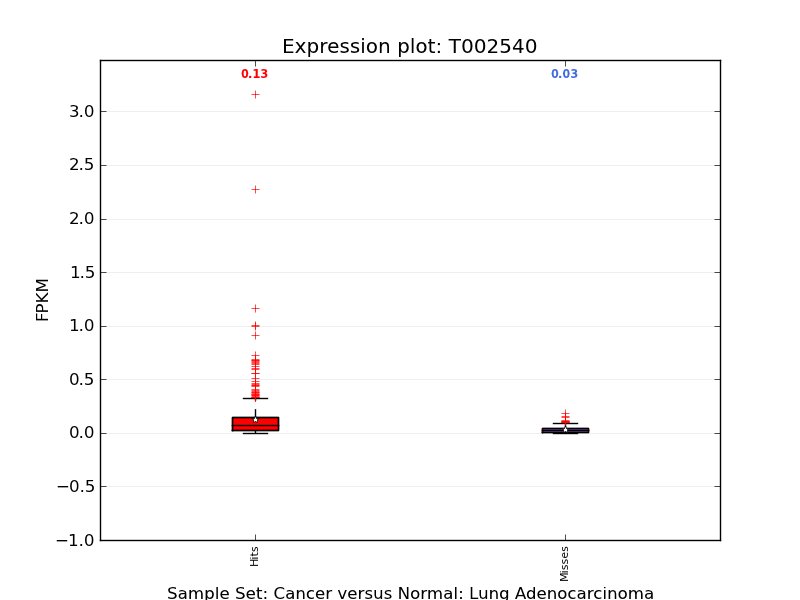 Expression plot: T002540
0.13
0.03
3.0
2.5
2.0
1.5
1.0
0.5
0.0
−0.5
−1.0
FPKM
Hits
Misses
Sample Set: Cancer versus Normal: Lung Adenocarcinoma